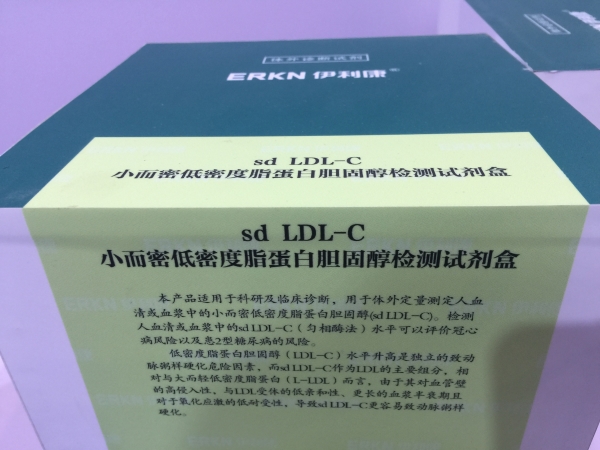 体外诊断试剂
ERKN 伊利康®
sd LDL-C
小而密低密度脂蛋白胆固醇检测试剂盒
sd LDL-C
小而密低密度脂蛋白胆固醇检测试剂盒
本产品适用于科研及临床诊断，用于体外定量测定人血
清或血浆中的小而密低密度脂蛋白胆固醇(sd LDL-C)。检测
人血清或血浆中的sd LDL-C（匀相酶法）水平可以评价冠心
病风险以及患2型糖尿病的风险。
低密度脂蛋白胆固醇（LDL-C）水平升高是独立的致动
脉粥样硬化危险因素，而sd LDL-C作为LDL的主要组分，相
对与大而轻低密度脂蛋白（L-LDL）而言，由于其对血管壁
的高侵入性、与LDL受体的低亲和性、更长的血浆半衰期且
对于氧化应激的低耐受性，导致sd LDL-C更容易致动脉粥样
硬化。